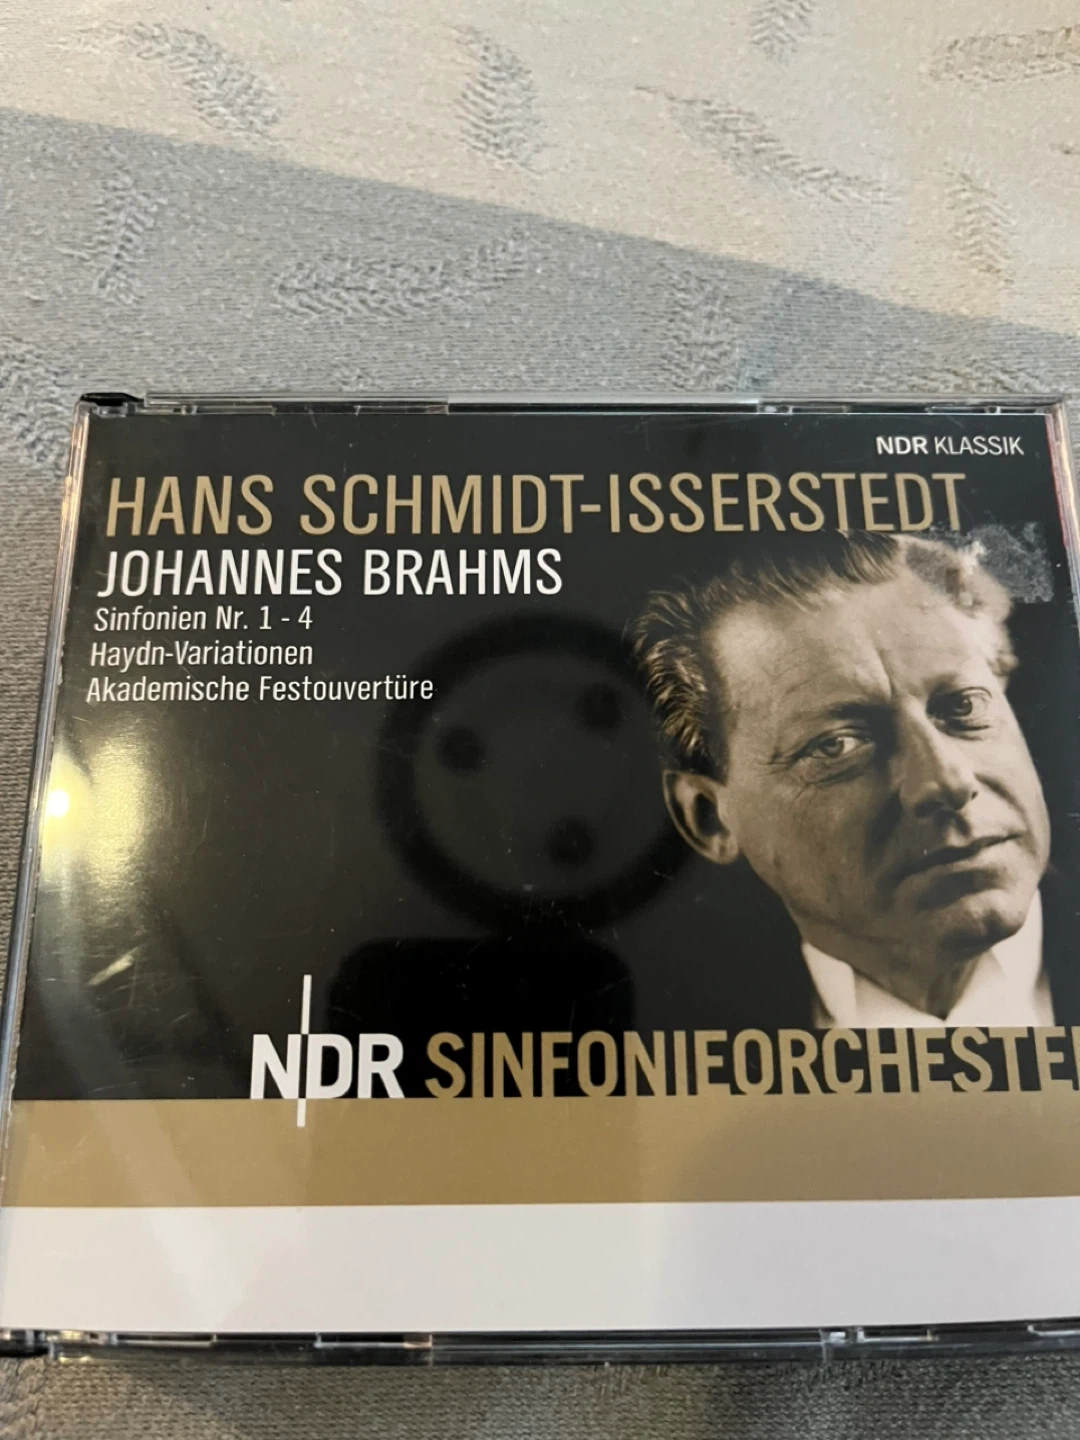 NDR KLASSIK
HANS SCHMIDT-ISSERSTEDT
JOHANNES BRAHMS
Sinfonien Nr. 1 - 4
Haydn-Variationen
Akademische Festouvertüre
NDR SINFONIEORCHESTER